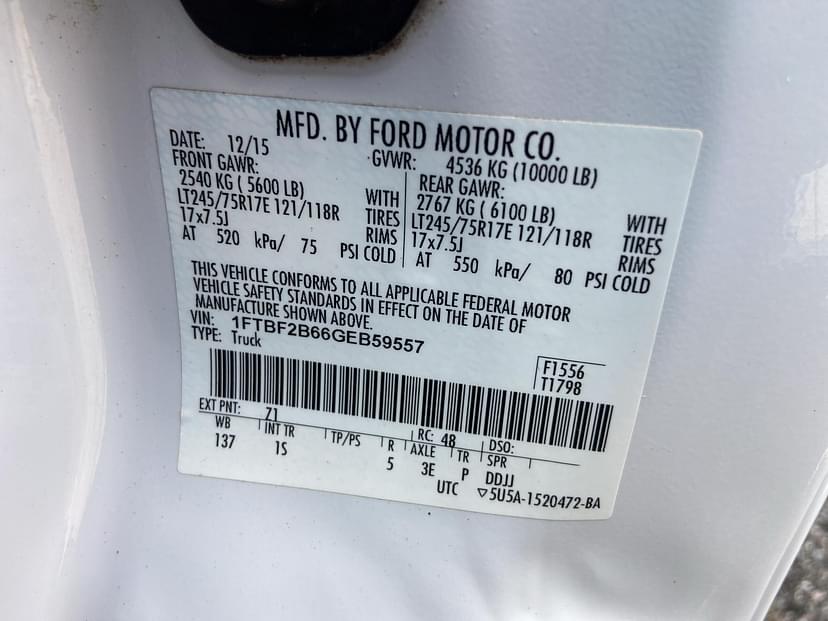 MFD. BY FORD MOTOR CO.
DATE: 12/15 GVWR: 4536 KG (10000 LB)
FRONT GAWR: REAR GAWR:
2540 KG ( 5600 LB) WITH 2767 KG ( 6100 LB) WITH
LT245/75R17E 121/118R TIRES LT245/75R17E 121/118R TIRES
17x7.5J RIMS 17x7.5J RIMS
AT 520 kPa/ 75 PSI COLD AT 550 kPa/ 80 PSI COLD
THIS VEHICLE CONFORMS TO ALL APPLICABLE FEDERAL MOTOR
VEHICLE SAFETY STANDARDS IN EFFECT ON THE DATE OF
MANUFACTURE SHOWN ABOVE.
VIN: 1FTBF2B66GEB59557
TYPE: Truck
F1556
T1798
EXT PNT: 71 RC: 48 DSO:
WB INT TR TP/PS R AXLE TR SPR
137 1S 5 3E P DDJJ
UTC ▽5U5A-1520472-BA